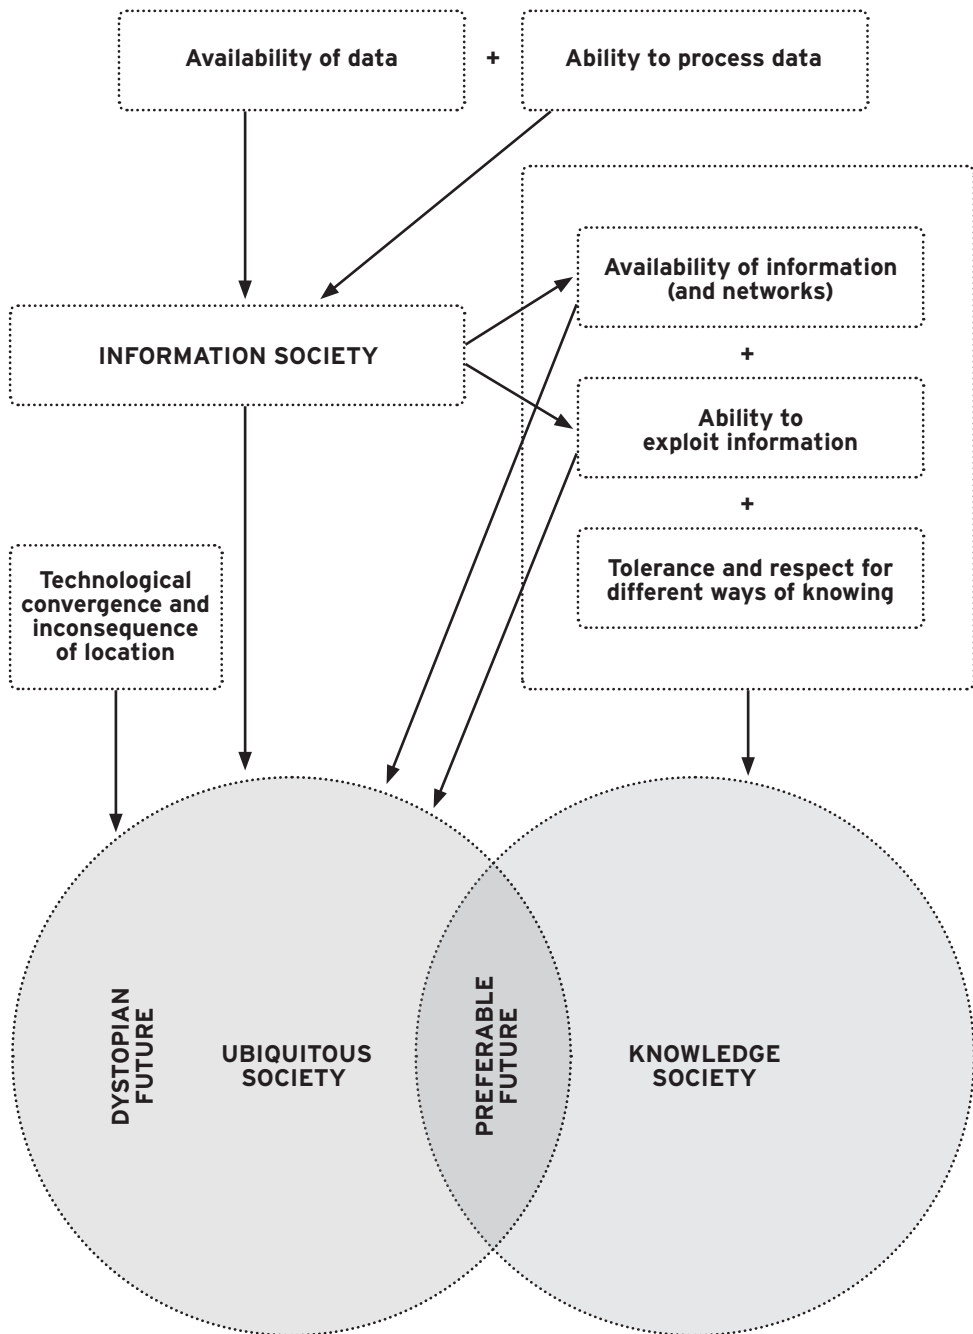 Availability of data
+
Ability to process data
Availability of information
(and networks)
INFORMATION SOCIETY
+
Ability to
exploit information
+
Technological
convergence and
inconsequence
of location
Tolerance and respect for
different ways of knowing
DYSTOPIAN
FUTURE
UBIQUITOUS
SOCIETY
PREFERABLE
FUTURE
KNOWLEDGE
SOCIETY